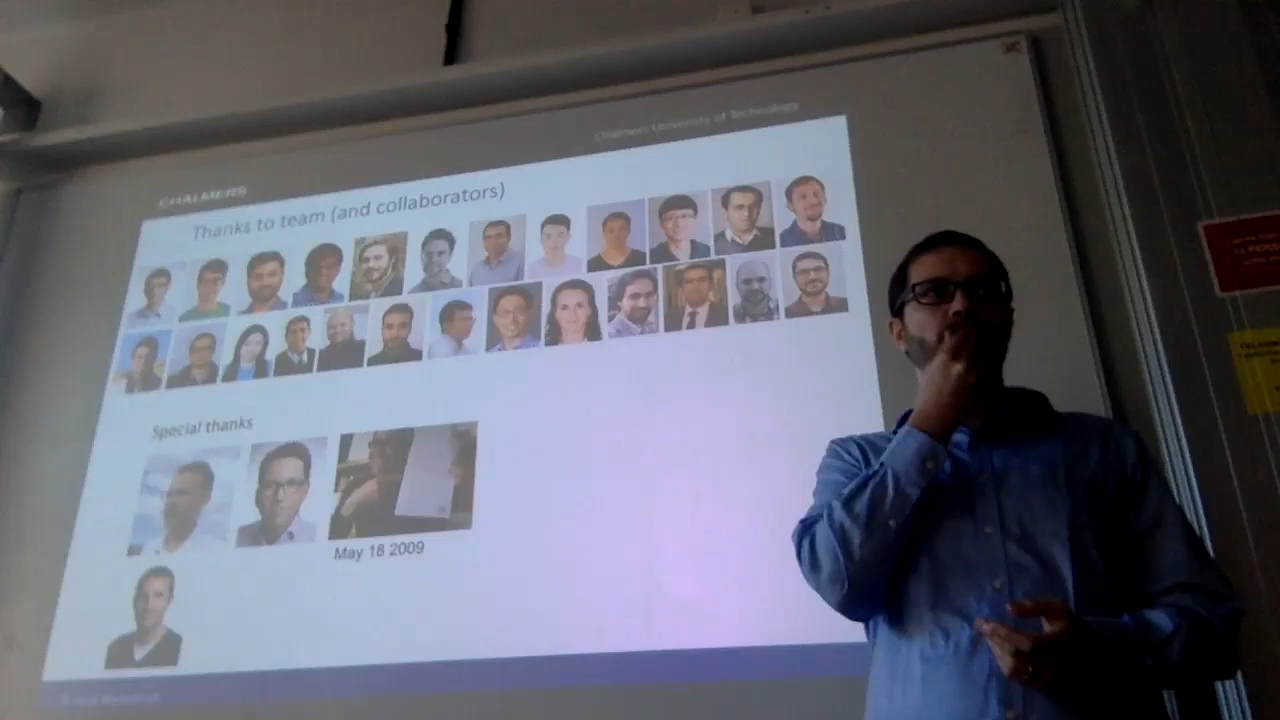 Chalmers University of Technology
CHALMERS
Thanks to team (and collaborators)
Special thanks
May 18 2009